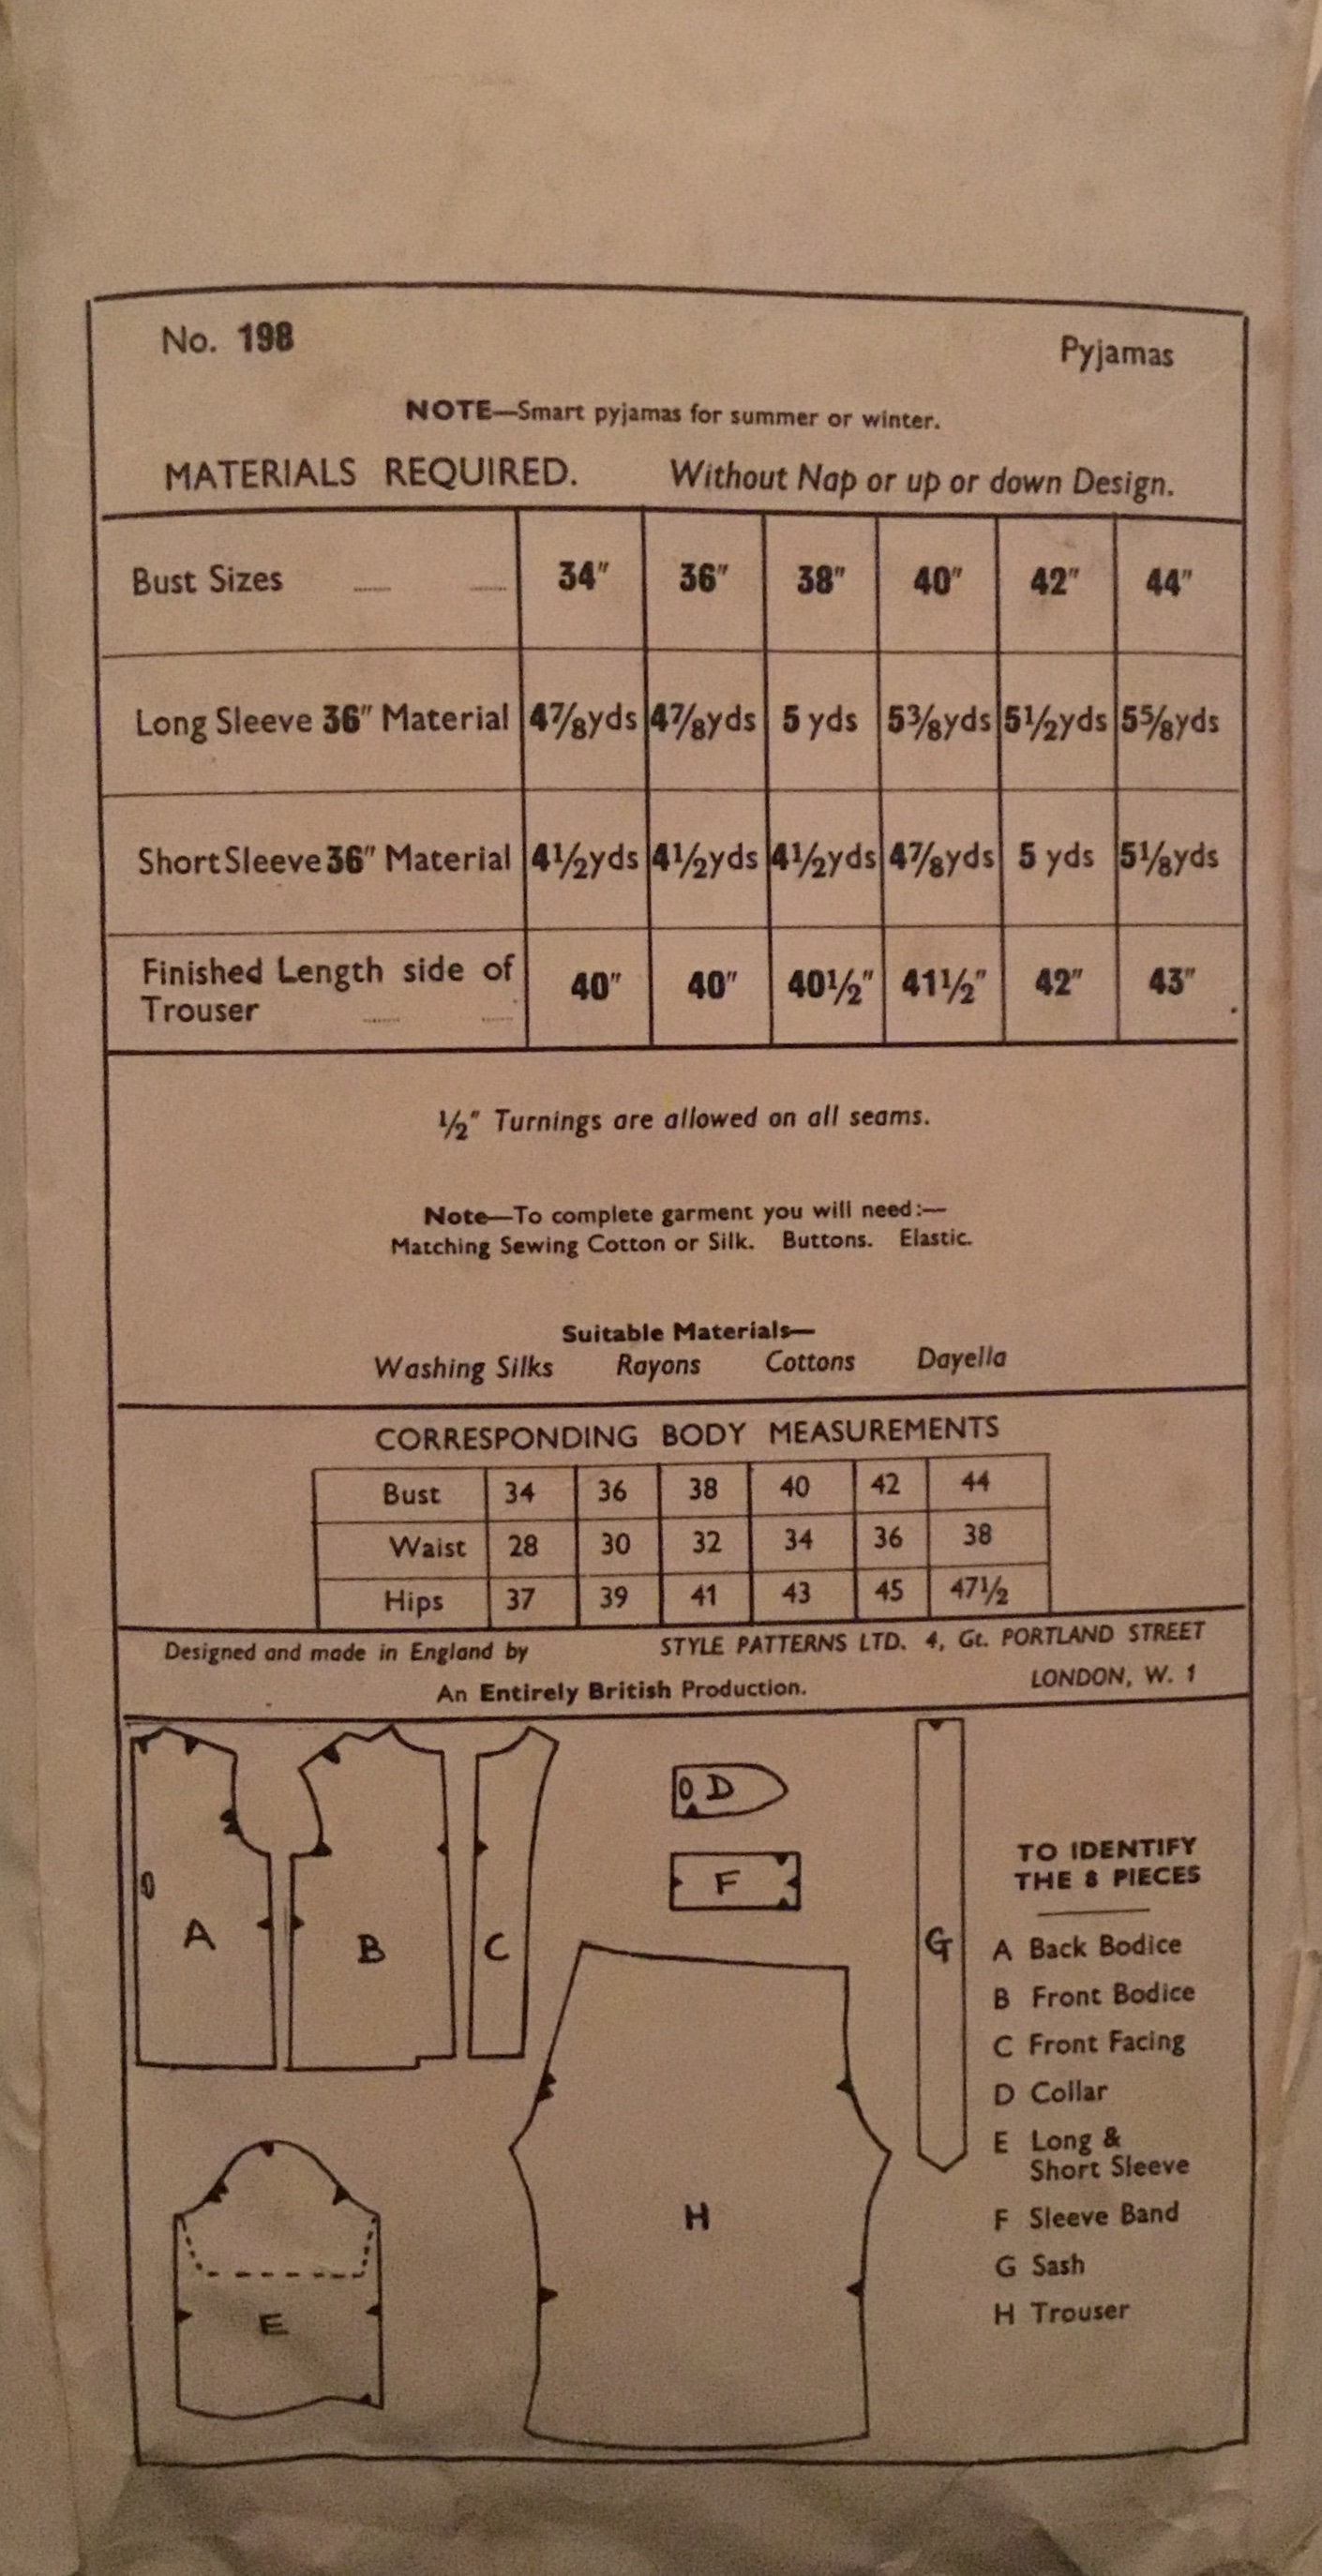 No. 198 Pyjamas
NOTE—Smart pyjamas for summer or winter.
MATERIALS REQUIRED. Without Nap or up or down Design.
Bust Sizes 34″ 36″ 38″ 40″ 42″ 44″
Long Sleeve 36″ Material 4⅞yds 4⅞yds 5 yds 5⅜yds 5½yds 5⅝yds
Short Sleeve 36″ Material 4½yds 4½yds 4½yds 4⅞yds 5 yds 5⅛yds
Finished Length side of
Trouser 40″ 40″ 40½″ 41½″ 42″ 43″
½″ Turnings are allowed on all seams.
Note—To complete garment you will need:—
Matching Sewing Cotton or Silk. Buttons. Elastic.
Suitable Materials—
Washing Silks Rayons Cottons Dayella
CORRESPONDING BODY MEASUREMENTS
Bust 34 36 38 40 42 44
Waist 28 30 32 34 36 38
Hips 37 39 41 43 45 47½
Designed and made in England by STYLE PATTERNS LTD. 4, Gt. PORTLAND STREET
An Entirely British Production. LONDON, W. 1
A
B
C
D
F
G
E
H
TO IDENTIFY
THE 8 PIECES
A Back Bodice
B Front Bodice
C Front Facing
D Collar
E Long &
Short Sleeve
F Sleeve Band
G Sash
H Trouser